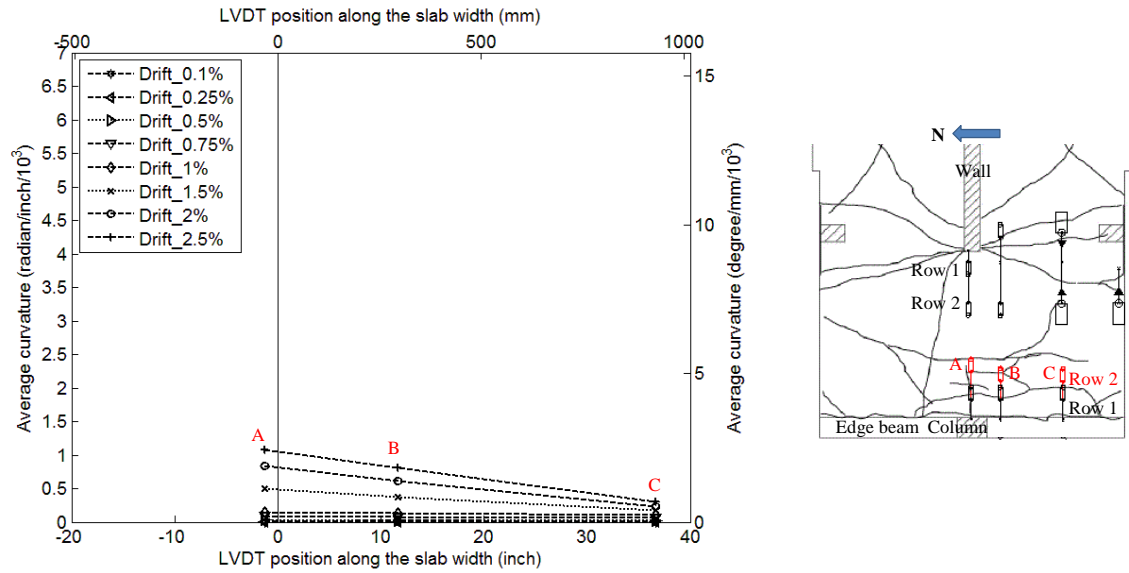 LVDT position along the slab width (mm)
-500 0 500 1000
7
6.5
6
5.5
5
4.5
4
3.5
3
2.5
2
1.5
1
0.5
0
Average curvature (radian/inch/10³)
Drift_0.1%
Drift_0.25%
Drift_0.5%
Drift_0.75%
Drift_1%
Drift_1.5%
Drift_2%
Drift_2.5%
A
B
C
15
10
5
0
Average curvature (degree/mm/10³)
-20 -10 0 10 20 30 40
LVDT position along the slab width (inch)
N
Wall
Row 1
Row 2
A B C Row 2
Row 1
Edge beam Column